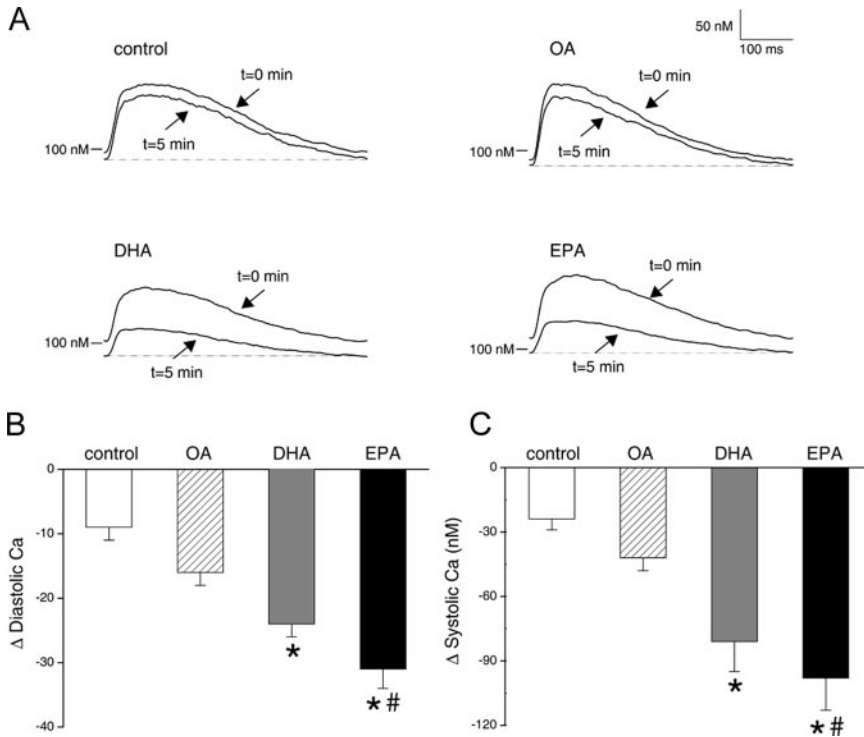 A
control
t=0 min
t=5 min
100 nM
OA
t=0 min
t=5 min
100 nM
50 nM
100 ms
DHA
t=0 min
t=5 min
100 nM
EPA
t=0 min
t=5 min
100 nM
B
control OA DHA EPA
0
-10
-20
-30
-40
Δ Diastolic Ca
*
*#
C
control OA DHA EPA
0
-30
-60
-90
-120
Δ Systolic Ca (nM)
*
*#